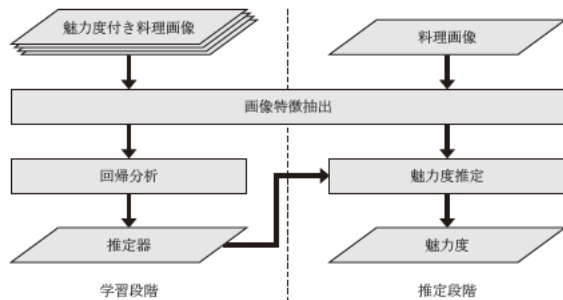 魅力度付き料理画像
料理画像
画像特徴抽出
回帰分析
魅力度推定
推定器
魅力度
学習段階
推定段階